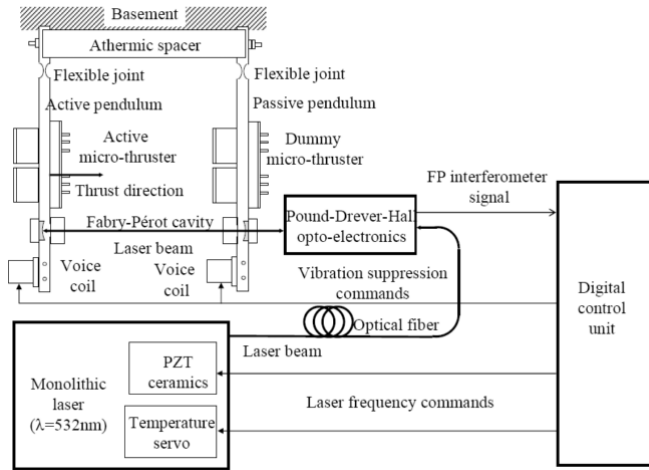 Basement
Athermic spacer
Flexible joint
Flexible joint
Active pendulum
Passive pendulum
Active
micro-thruster
Dummy
micro-thruster
Thrust direction
FP interferometer
signal
Fabry-Pérot cavity
Pound-Drever-Hall
opto-electronics
Laser beam
Voice
coil
Voice
coil
Vibration suppression
commands
Digital
control
unit
Optical fiber
Laser beam
Monolithic
laser
(λ=532nm)
PZT
ceramics
Laser frequency commands
Temperature
servo